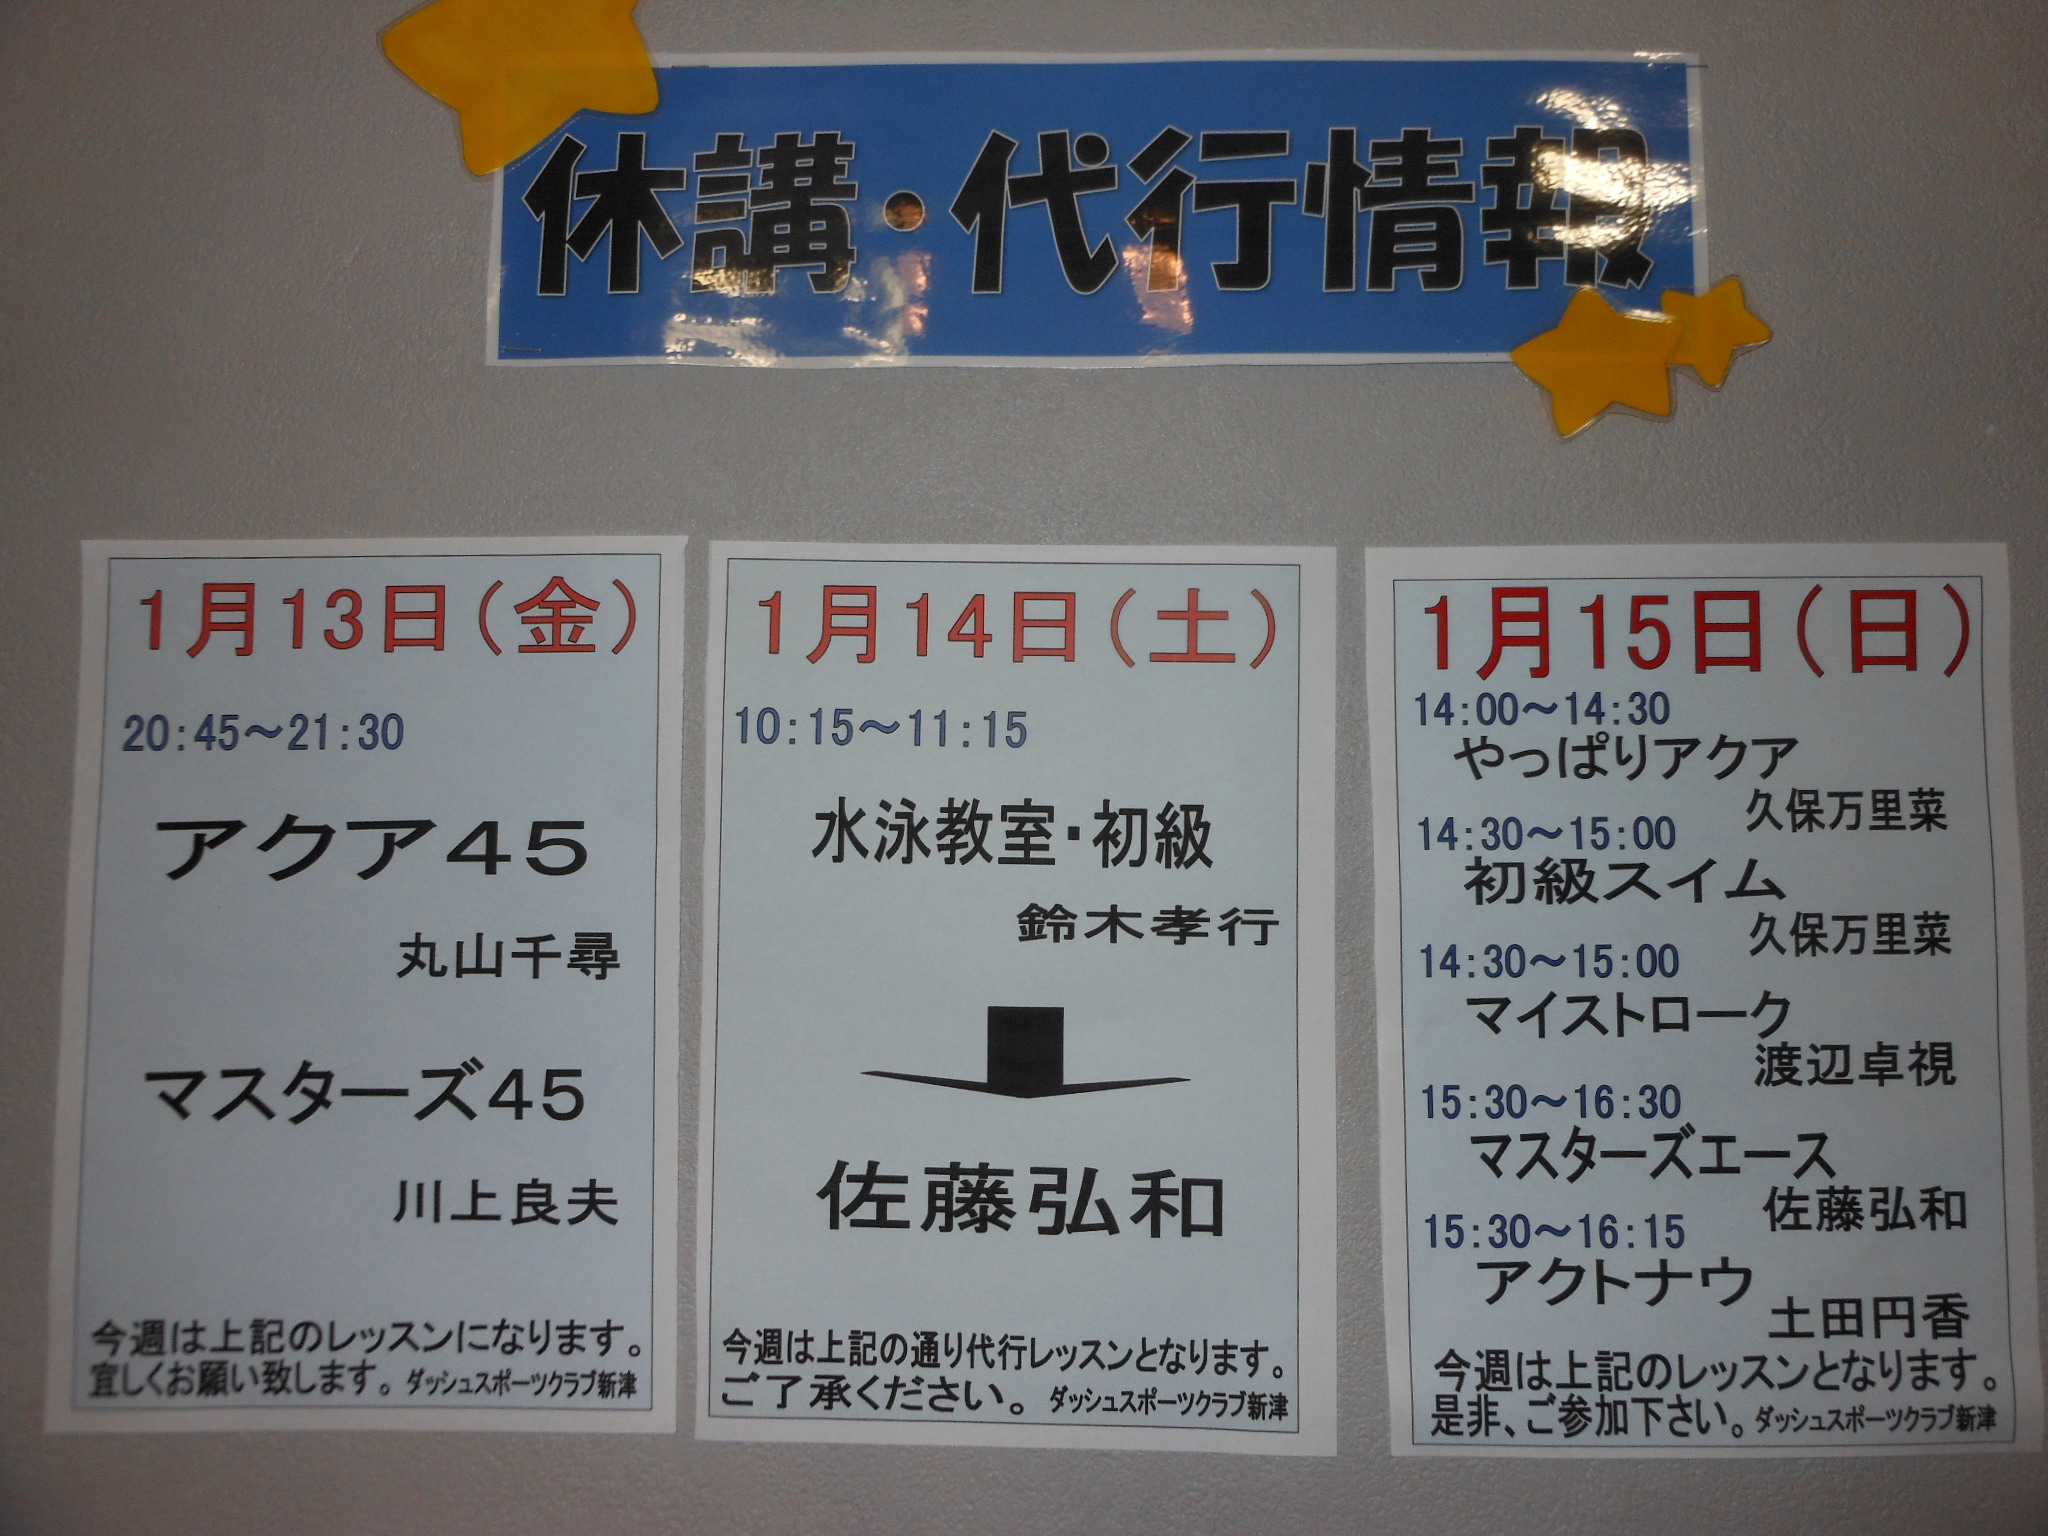 休講・代行情報
1月13日(金)
20:45～21:30
アクア45
丸山千尋
マスターズ45
川上良夫
今週は上記のレッスンになります。
宜しくお願い致します。ダッシュスポーツクラブ新津
1月14日(土)
10:15～11:15
水泳教室・初級
鈴木孝行
佐藤弘和
今週は上記の通り代行レッスンとなります。
ご了承ください。ダッシュスポーツクラブ新津
1月15日(日)
14:00～14:30
やっぱりアクア
久保万里菜
14:30～15:00
初級スイム
久保万里菜
14:30～15:00
マイストローク
渡辺卓視
15:30～16:30
マスターズエース
佐藤弘和
15:30～16:15
アクトナウ
土田円香
今週は上記のレッスンとなります。
是非、ご参加下さい。ダッシュスポーツクラブ新津